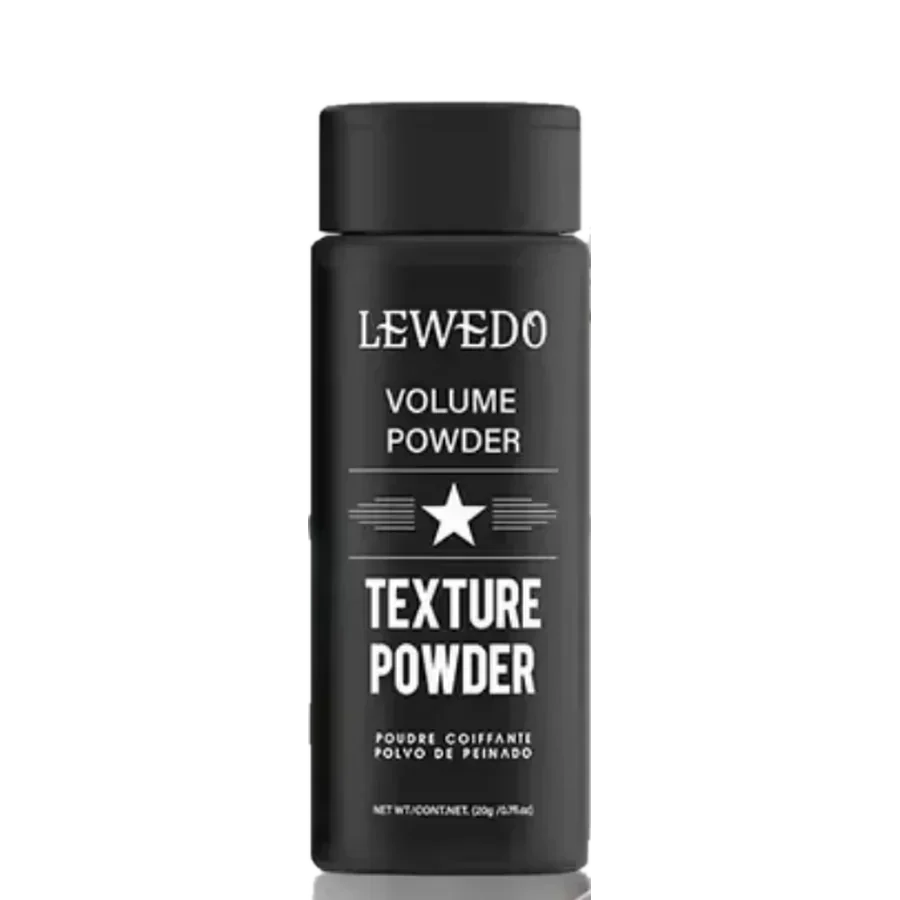 LEWEDO
VOLUME
POWDER
TEXTURE
POWDER
POUDRE COIFFANTE
POLVO DE PEINADO
NET WT./CONT.NET. (20g /0.7fl.oz)